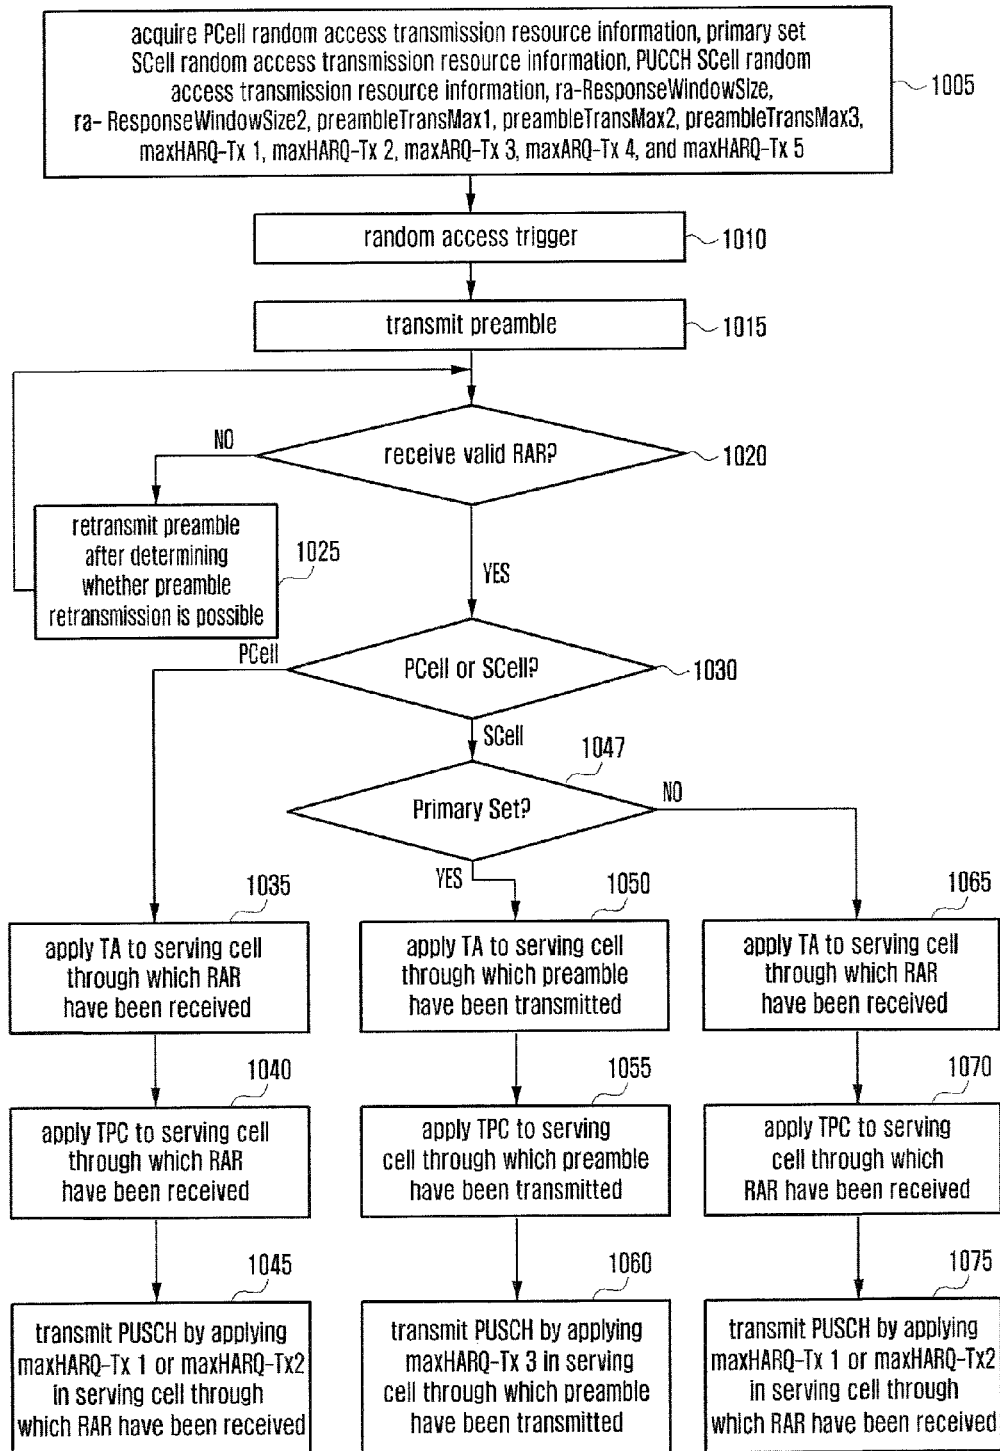 acquire PCell random access transmission resource information, primary set
SCell random access transmission resource information, PUCCH SCell random
access transmission resource information, ra-ResponseWindowSize,
ra- ResponseWindowSize2, preambleTransMax1, preambleTransMax2, preambleTransMax3,
maxHARQ-Tx 1, maxHARQ-Tx 2, maxARQ-Tx 3, maxARQ-Tx 4, and maxHARQ-Tx 5
1005
random access trigger
1010
transmit preamble
1015
receive valid RAR?
1020
NO
retransmit preamble
after determining
whether preamble
retransmission is possible
1025
YES
PCell or SCell?
1030
PCell
SCell
1047
Primary Set?
NO
YES
1035
apply TA to serving cell
through which RAR
have been received
1050
apply TA to serving cell
through which preamble
have been transmitted
1065
apply TA to serving cell
through which RAR
have been received
1040
apply TPC to serving cell
through which RAR
have been received
1055
apply TPC to serving
cell through which preamble
have been transmitted
1070
apply TPC to serving
cell through which
RAR have been received
1045
transmit PUSCH by applying
maxHARQ-Tx 1 or maxHARQ-Tx2
in serving cell through
which RAR have been received
1060
transmit PUSCH by applying
maxHARQ-Tx 3 in serving
cell through which preamble
have been transmitted
1075
transmit PUSCH by applying
maxHARQ-Tx 1 or maxHARQ-Tx2
in serving cell through
which RAR have been received